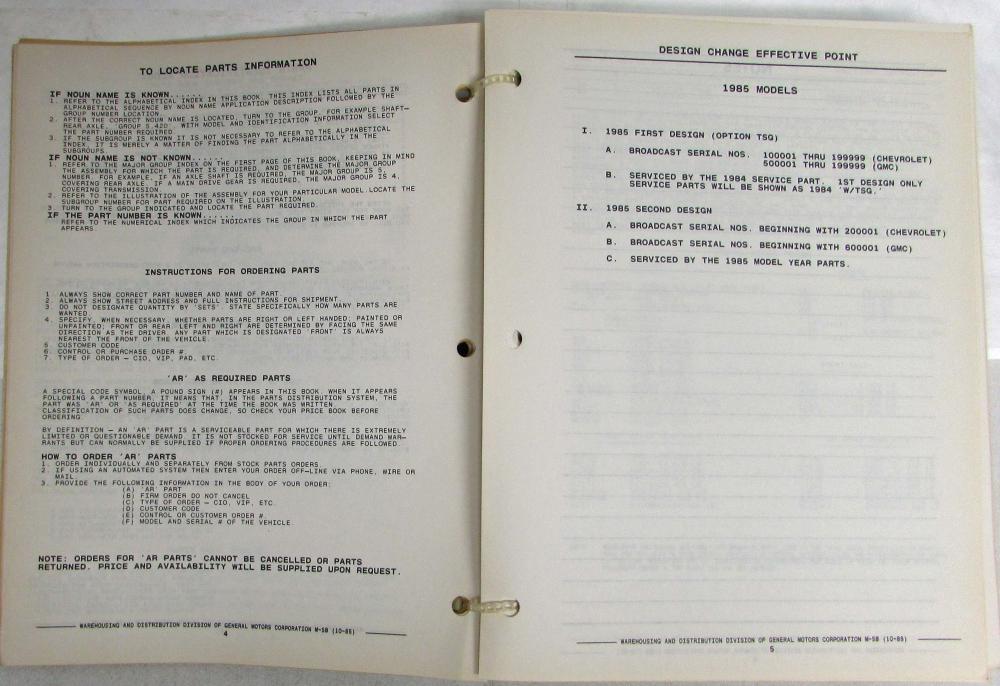 TO LOCATE PARTS INFORMATION
IF NOUN NAME IS KNOWN......
1. REFER TO THE ALPHABETICAL INDEX IN THIS BOOK. THIS INDEX LISTS ALL PARTS IN
ALPHABETICAL SEQUENCE BY NOUN NAME APPLICATION DESCRIPTION FOLLOWED BY THE
GROUP NUMBER LOCATION.
2. AFTER THE CORRECT NOUN NAME IS LOCATED, TURN TO THE GROUP. FOR EXAMPLE SHAFT—
REAR AXLE, 'GROUP 5.420'. WITH MODEL AND IDENTIFICATION INFORMATION SELECT
THE PART NUMBER REQUIRED.
3. IF THE SUBGROUP IS KNOWN IT IS NOT NECESSARY TO REFER TO THE ALPHABETICAL
INDEX, IT IS MERELY A MATTER OF FINDING THE PART ALPHABETICALLY IN THE
SUBGROUPS.
IF NOUN NAME IS NOT KNOWN......
1. REFER TO THE MAJOR GROUP INDEX ON THE FIRST PAGE OF THIS BOOK, KEEPING IN MIND
THE ASSEMBLY FOR WHICH THE PART IS REQUIRED, AND DETERMINE THE MAJOR GROUP
NUMBER. FOR EXAMPLE, IF AN AXLE SHAFT IS REQUIRED, THE MAJOR GROUP IS 5,
COVERING REAR AXLE. IF A MAIN DRIVE GEAR IS REQUIRED, THE MAJOR GROUP IS 4,
COVERING TRANSMISSION.
2. REFER TO THE ILLUSTRATION OF THE ASSEMBLY FOR YOUR PARTICULAR MODEL.LOCATE THE
SUBGROUP NUMBER FOR PART REQUIRED ON THE ILLUSTRATION.
3. TURN TO THE GROUP INDICATED AND LOCATE THE PART REQUIRED.
IF THE PART NUMBER IS KNOWN......
REFER TO THE NUMERICAL INDEX WHICH INDICATES THE GROUP IN WHICH THE PART
APPEARS.
INSTRUCTIONS FOR ORDERING PARTS
1. ALWAYS SHOW CORRECT PART NUMBER AND NAME OF PART.
2. ALWAYS SHOW STREET ADDRESS AND FULL INSTRUCTIONS FOR SHIPMENT.
3. DO NOT DESIGNATE QUANTITY BY 'SETS'. STATE SPECIFICALLY HOW MANY PARTS ARE
WANTED.
4. SPECIFY, WHEN NECESSARY, WHETHER PARTS ARE RIGHT OR LEFT HANDED; PAINTED OR
UNPAINTED; FRONT OR REAR. LEFT AND RIGHT ARE DETERMINED BY FACING THE SAME
DIRECTION AS THE DRIVER. ANY PART WHICH IS DESIGNATED 'FRONT' IS ALWAYS
NEAREST THE FRONT OF THE VEHICLE.
5. CUSTOMER CODE.
6. CONTROL OR PURCHASE ORDER #.
7. TYPE OF ORDER — CIO, VIP, PAD, ETC.
'AR' AS REQUIRED PARTS
A SPECIAL CODE SYMBOL, A POUND SIGN (#) APPEARS IN THIS BOOK. WHEN IT APPEARS
FOLLOWING A PART NUMBER, IT MEANS THAT, IN THE PARTS DISTRIBUTION SYSTEM, THE
PART WAS 'AR' OR 'AS REQUIRED' AT THE TIME THE BOOK WAS WRITTEN.
CLASSIFICATION OF SUCH PARTS DOES CHANGE, SO CHECK YOUR PRICE BOOK BEFORE
ORDERING.
BY DEFINITION — AN 'AR' PART IS A SERVICEABLE PART FOR WHICH THERE IS EXTREMELY
LIMITED OR QUESTIONABLE DEMAND. IT IS NOT STOCKED FOR SERVICE UNTIL DEMAND WAR—
RANTS BUT CAN NORMALLY BE SUPPLIED IF PROPER ORDERING PROCEDURES ARE FOLLOWED.
HOW TO ORDER 'AR' PARTS
1. ORDER INDIVIDUALLY AND SEPARATELY FROM STOCK PARTS ORDERS.
2. IF USING AN AUTOMATED SYSTEM THEN ENTER YOUR ORDER OFF—LINE VIA PHONE, WIRE OR
MAIL.
3. PROVIDE THE FOLLOWING INFORMATION IN THE BODY OF YOUR ORDER:
(A) 'AR' PART
(B) FIRM ORDER DO NOT CANCEL
(C) TYPE OF ORDER — CIO, VIP, ETC.
(D) CUSTOMER CODE
(E) CONTROL OR CUSTOMER ORDER #.
(F) MODEL AND SERIAL # OF THE VEHICLE.
NOTE: ORDERS FOR 'AR PARTS' CANNOT BE CANCELLED OR PARTS
RETURNED. PRICE AND AVAILABILITY WILL BE SUPPLIED UPON REQUEST.
WAREHOUSING AND DISTRIBUTION DIVISION OF GENERAL MOTORS CORPORATION M-5B (10-85)
4
DESIGN CHANGE EFFECTIVE POINT
1985 MODELS
I. 1985 FIRST DESIGN (OPTION TSG)
A. BROADCAST SERIAL NOS. 100001 THRU 199999 (CHEVROLET)
500001 THRU 199999 (GMC)
B. SERVICED BY THE 1984 SERVICE PART. 1ST DESIGN ONLY
SERVICE PARTS WILL BE SHOWN AS 1984 'W/TSG.'
II. 1985 SECOND DESIGN
A. BROADCAST SERIAL NOS. BEGINNING WITH 200001 (CHEVROLET)
B. BROADCAST SERIAL NOS. BEGINNING WITH 600001 (GMC)
C. SERVICED BY THE 1985 MODEL YEAR PARTS.
WAREHOUSING AND DISTRIBUTION DIVISION OF GENERAL MOTORS CORPORATION M-5B (10-85)
5